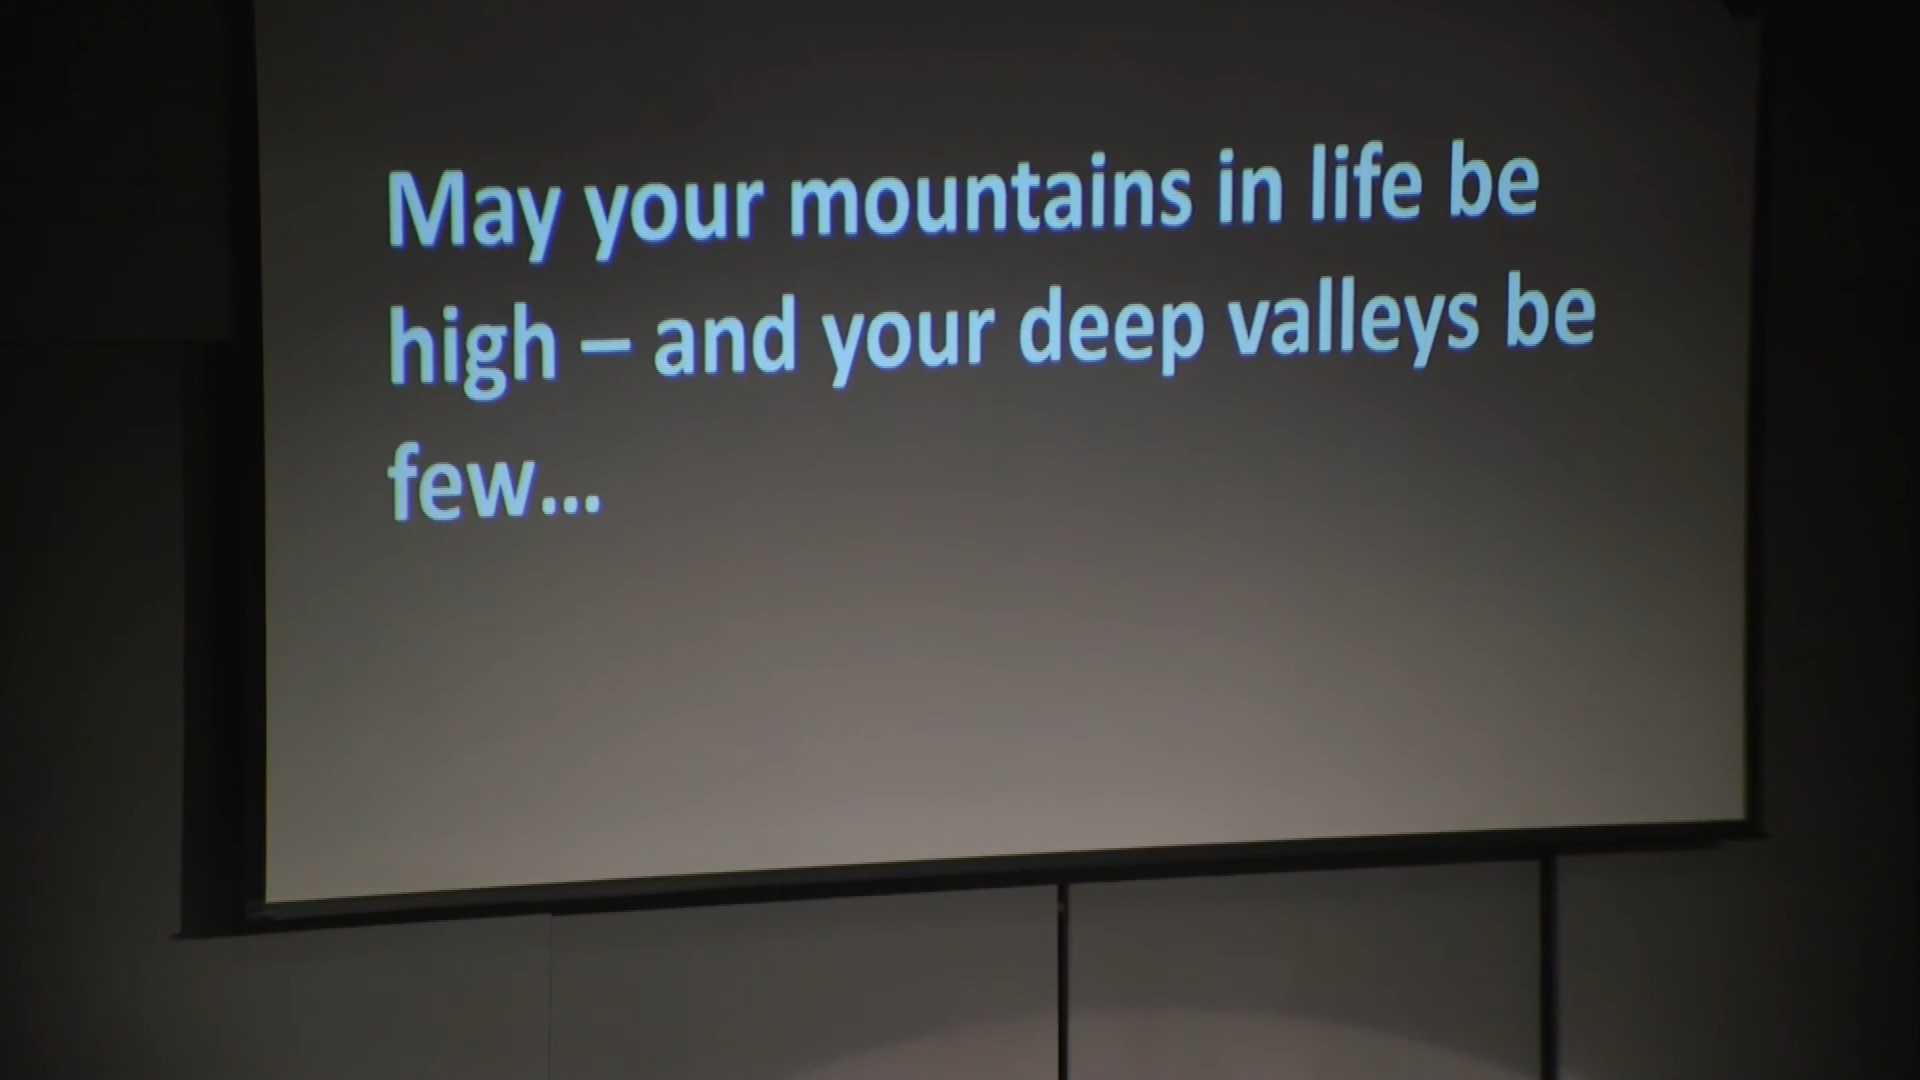 May your mountains in life be
high – and your deep valleys be
few...